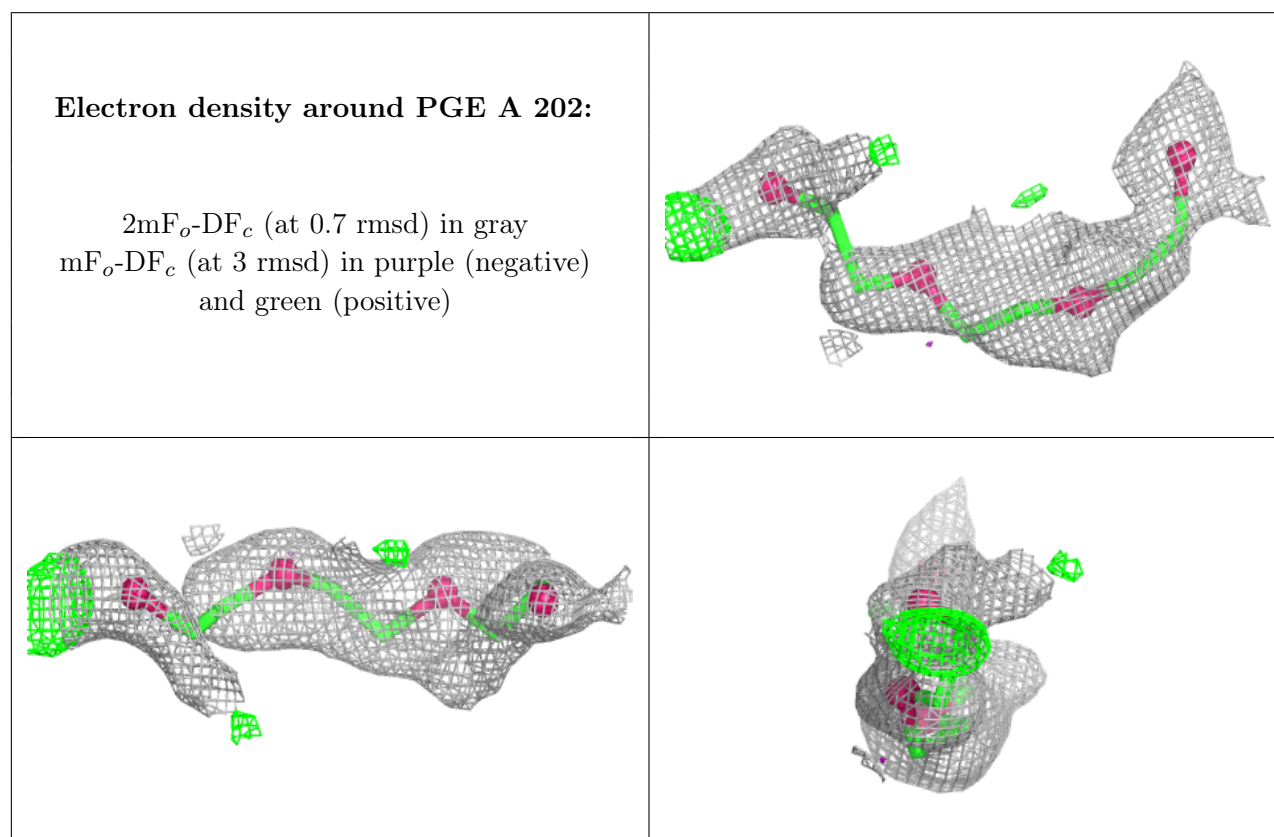 Electron density around PGE A 202:
2mFo-DFc (at 0.7 rmsd) in gray
mFo-DFc (at 3 rmsd) in purple (negative)
and green (positive)